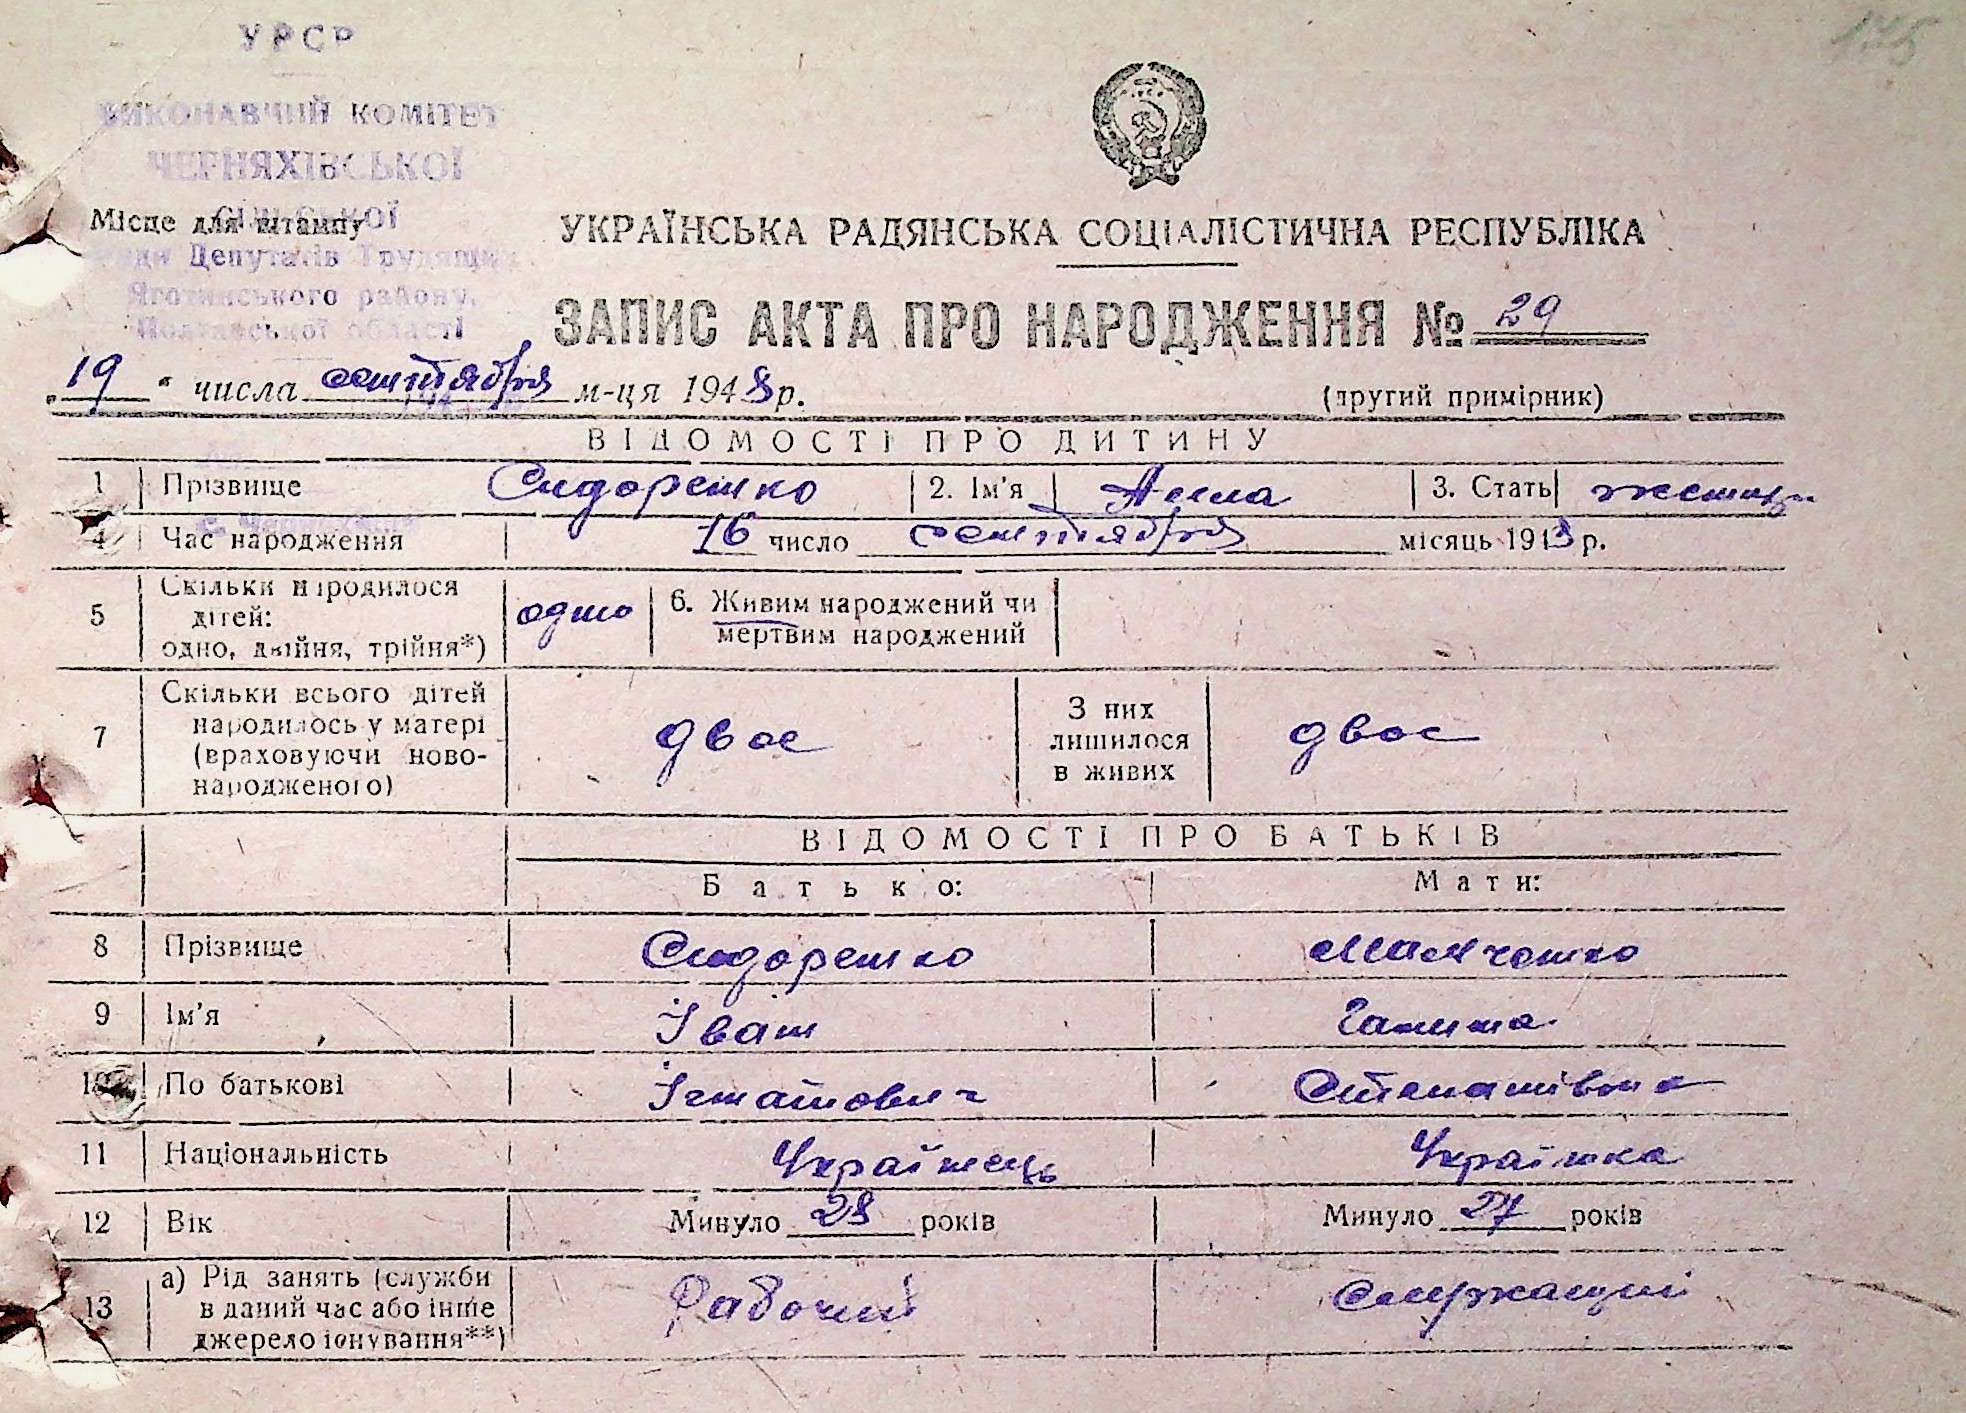 УРСР
ВИКОНАВЧИЙ КОМІТЕТ
ЧЕРНЯХІВСЬКОЇ
СІЛЬСЬКОЇ
Місце для штампу
Ради Депутатів Трудящих
Яготинського району,
Полтавської області
УКРАЇНСЬКА РАДЯНСЬКА СОЦІАЛІСТИЧНА РЕСПУБЛІКА
ЗАПИС АКТА ПРО НАРОДЖЕННЯ № 29
„19“ числа сентября м-ця 1948 р.
(другий примірник)
ВІДОМОСТІ ПРО ДИТИНУ
1 Прізвище Сидоренко 2. Ім'я Анна 3. Стать
4 Час народження 16 число сентября місяць 194 р.
5 Скільки народилося дітей: одно, двійня, трійня*) одно 6. Живим народжений чи мертвим народжений
7 Скільки всього дітей народилось у матері (враховуючи новонародженого) двоє З них лишилося в живих двоє
ВІДОМОСТІ ПРО БАТЬКІВ
Батько: Мати:
8 Прізвище Сидоренко Мамченко
9 Ім'я Іван Галина
10 По батькові Ігнатович Степанівна
11 Національність Українець Українка
12 Вік Минуло 28 років Минуло 27 років
13 а) Рід занять (служби в даний час або інше джерело існування**) Рабочий Служащий